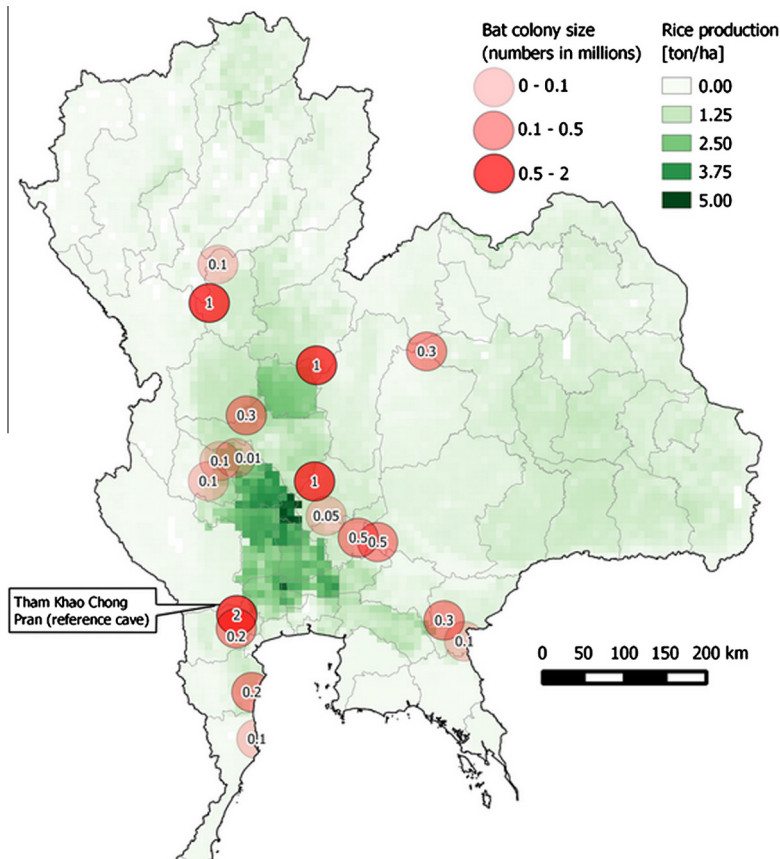 Bat colony size
(numbers in millions)
0 - 0.1
0.1 - 0.5
0.5 - 2
Rice production
[ton/ha]
0.00
1.25
2.50
3.75
5.00
0.1
1
1
0.3
0.3
0.1
0.01
0.1
1
0.05
0.5
0.5
Tham Khao Chong
Pran (reference cave)
2
0.2
0.3
0.1
0.2
0.1
0 50 100 150 200 km